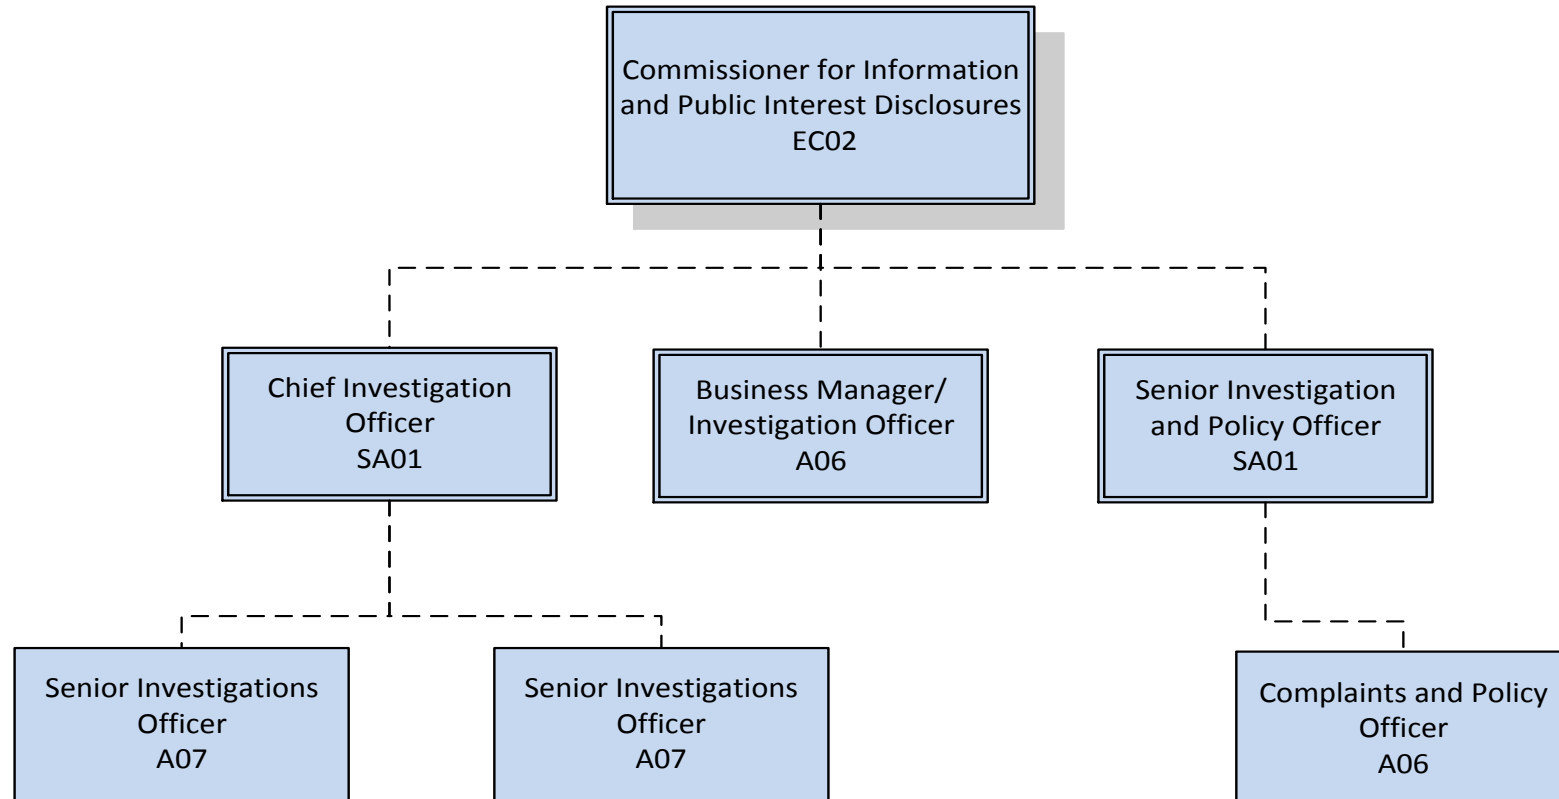 Commissioner for Information
and Public Interest Disclosures
EC02
Chief Investigation
Officer
SA01
Business Manager/
Investigation Officer
A06
Senior Investigation
and Policy Officer
SA01
Senior Investigations
Officer
A07
Senior Investigations
Officer
A07
Complaints and Policy
Officer
A06